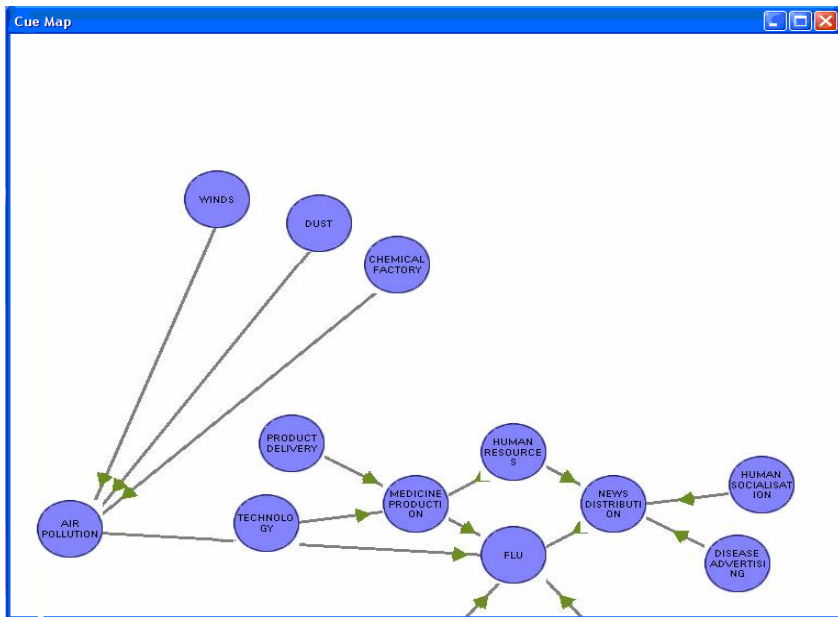 Cue Map
WINDS
DUST
CHEMICAL
FACTORY
PRODUCT
DELIVERY
HUMAN
RESOURCE
S
HUMAN
SOCIALISAT
ION
MEDICINE
PRODUCTI
ON
NEWS
DISTRIBUTI
ON
TECHNOLO
GY
AIR
POLLUTION
FLU
DISEASE
ADVERTISI
NG